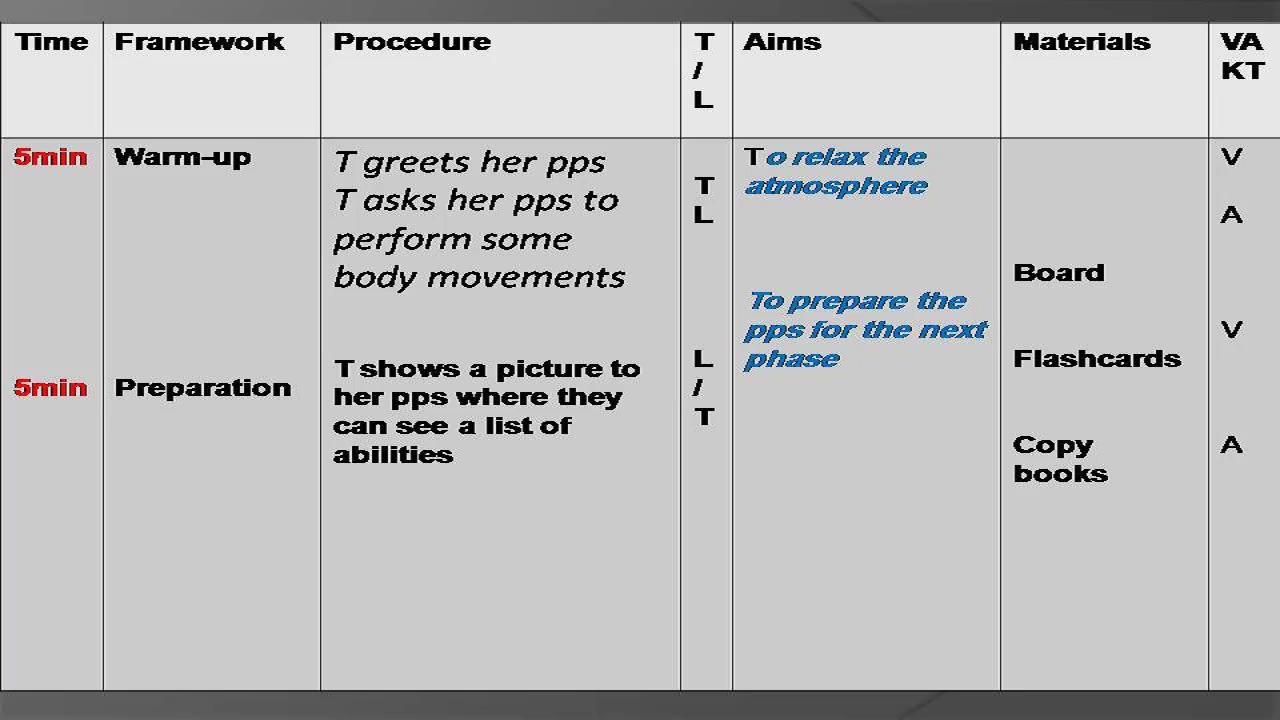 Time
Framework
Procedure
T
/
L
Aims
Materials
VA
KT
5min
Warm-up
T greets her pps
T asks her pps to
perform some
body movements
T
L
To relax the
atmosphere
V
A
Board
5min
Preparation
T shows a picture to
her pps where they
can see a list of
abilities
L
/
T
To prepare the
pps for the next
phase
Flashcards
Copy
books
V
A